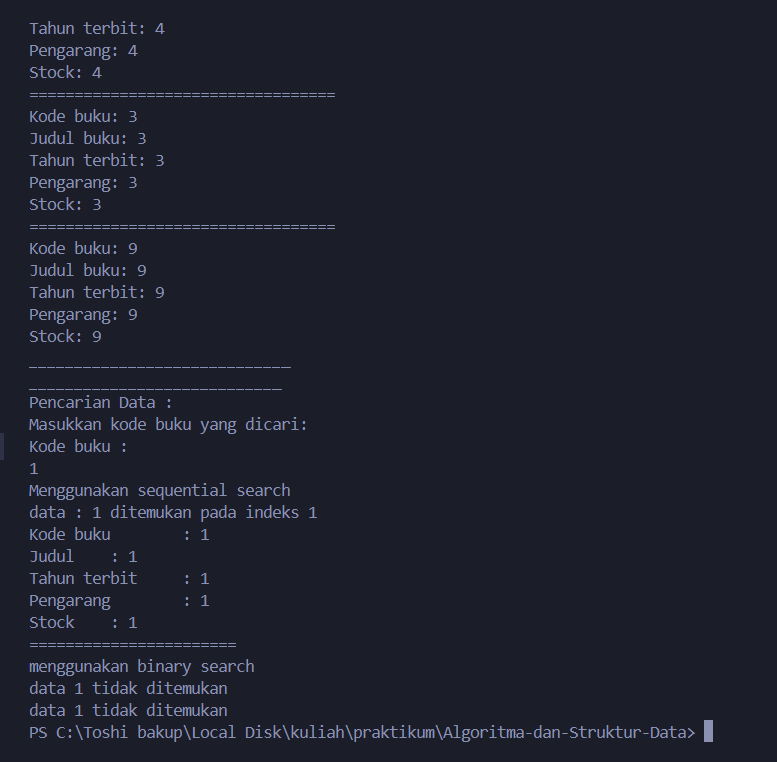 Tahun terbit: 4
Pengarang: 4
Stock: 4
==================================
Kode buku: 3
Judul buku: 3
Tahun terbit: 3
Pengarang: 3
Stock: 3
==================================
Kode buku: 9
Judul buku: 9
Tahun terbit: 9
Pengarang: 9
Stock: 9
_____________________________
____________________________
Pencarian Data :
Masukkan kode buku yang dicari:
Kode buku :
1
Menggunakan sequential search
data : 1 ditemukan pada indeks 1
Kode buku        : 1
Judul    : 1
Tahun terbit     : 1
Pengarang        : 1
Stock    : 1
=======================
menggunakan binary search
data 1 tidak ditemukan
data 1 tidak ditemukan
PS C:\Toshi bakup\Local Disk\kuliah\praktikum\Algoritma-dan-Struktur-Data>